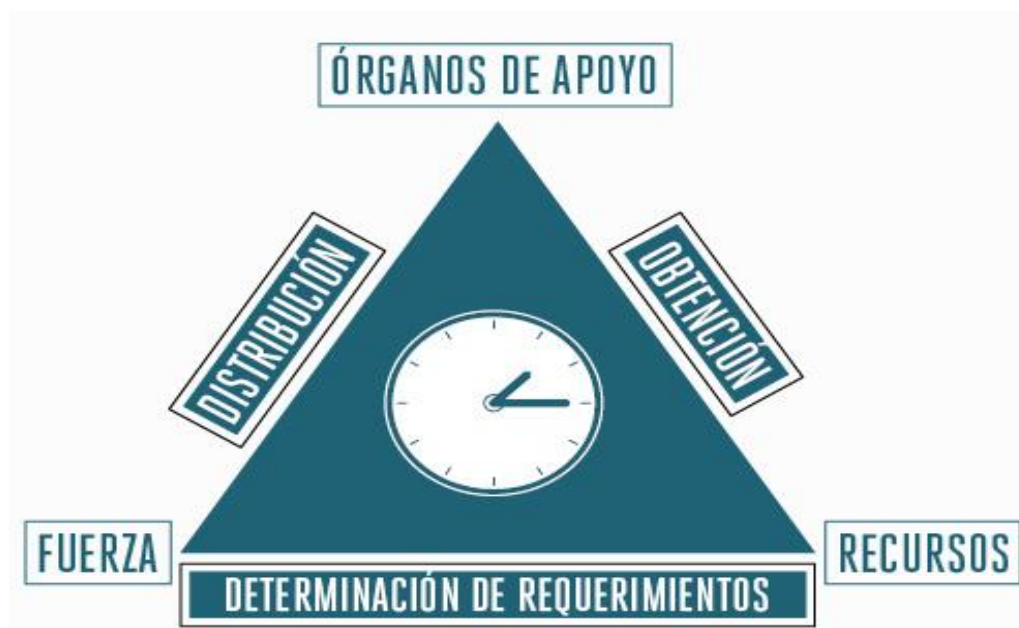 ÓRGANOS DE APOYO
DISTRIBUCIÓN
OBTENCIÓN
FUERZA
RECURSOS
DETERMINACIÓN DE REQUERIMIENTOS